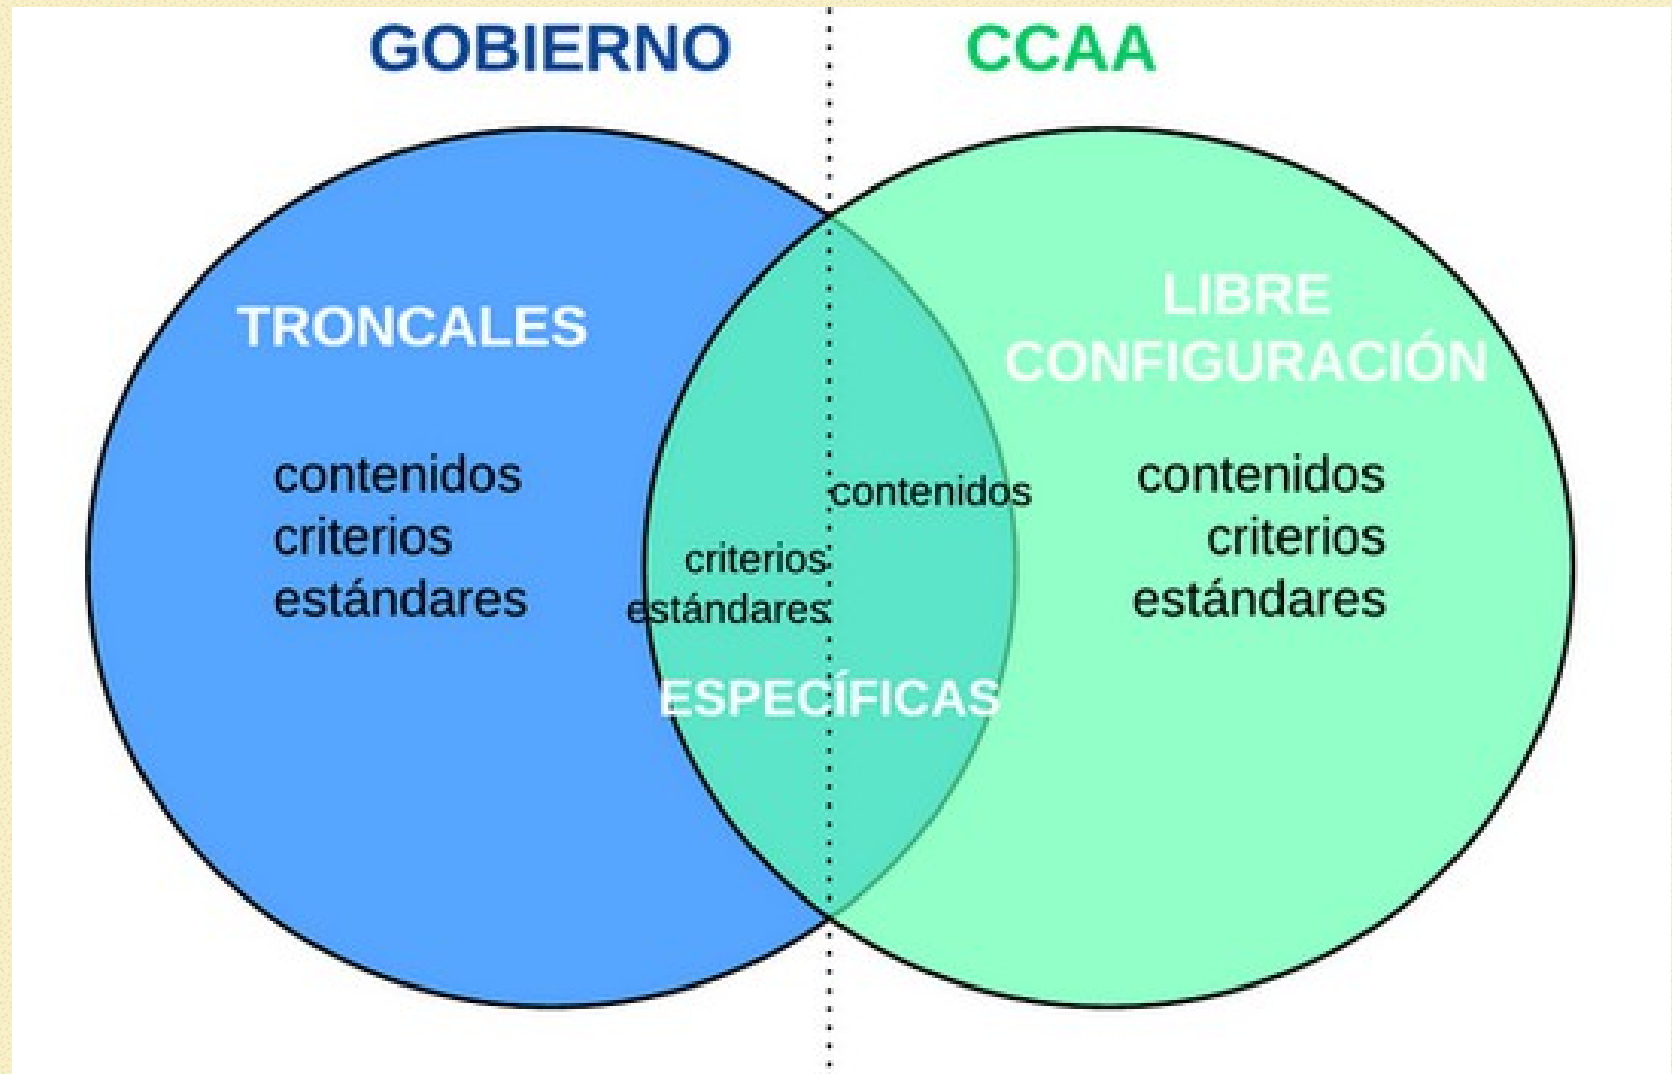 GOBIERNO
CCAA
TRONCALES
contenidos
criterios
estándares
contenidos
criterios
estándares
ESPECÍFICAS
LIBRE
CONFIGURACIÓN
contenidos
criterios
estándares